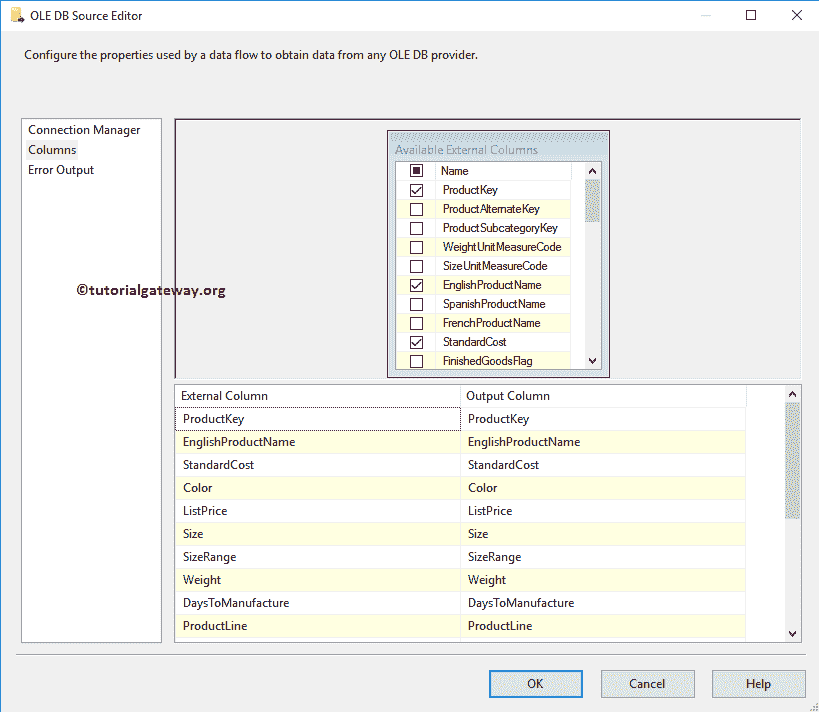 OLE DB Source Editor
Configure the properties used by a data flow to obtain data from any OLE DB provider.
Connection Manager
Columns
Error Output
©tutorialgateway.org
Available External Columns
Name
ProductKey
ProductAlternateKey
ProductSubcategoryKey
WeightUnitMeasureCode
SizeUnitMeasureCode
EnglishProductName
SpanishProductName
FrenchProductName
StandardCost
FinishedGoodsFlag
External Column Output Column
ProductKey ProductKey
EnglishProductName EnglishProductName
StandardCost StandardCost
Color Color
ListPrice ListPrice
Size Size
SizeRange SizeRange
Weight Weight
DaysToManufacture DaysToManufacture
ProductLine ProductLine
OK Cancel Help